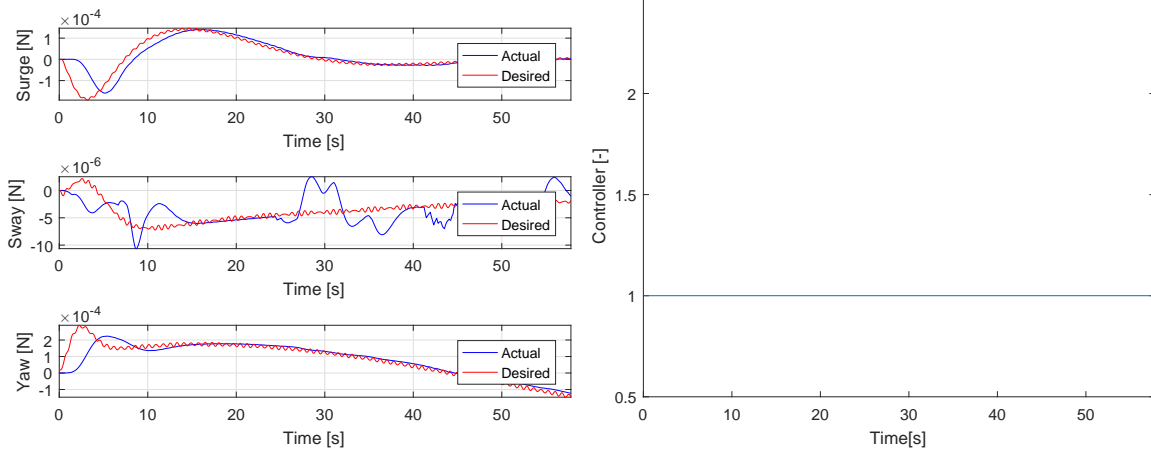 ×10^-4
Surge [N]
1
0
-1
Actual
Desired
0 10 20 30 40 50
Time [s]
×10^-6
Sway [N]
0
-5
-10
Actual
Desired
0 10 20 30 40 50
Time [s]
×10^-4
Yaw [N]
2
1
0
-1
Actual
Desired
0 10 20 30 40 50
Time [s]
Controller [-]
2
1.5
1
0.5
0 10 20 30 40 50
Time[s]